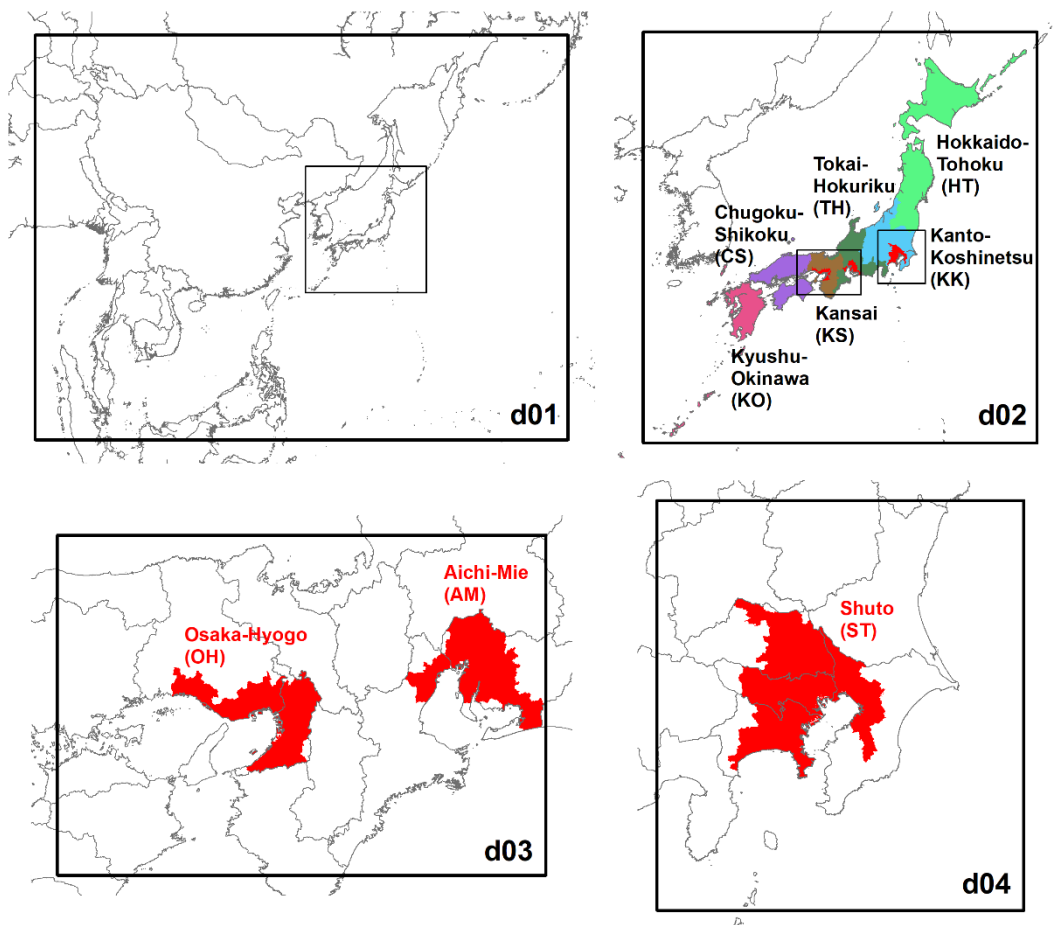 d01
Hokkaido-
Tohoku
(HT)
Tokai-
Hokuriku
(TH)
Chugoku-
Shikoku
(CS)
Kanto-
Koshinetsu
(KK)
Kansai
(KS)
Kyushu-
Okinawa
(KO)
d02
Aichi-Mie
(AM)
Osaka-Hyogo
(OH)
d03
Shuto
(ST)
d04